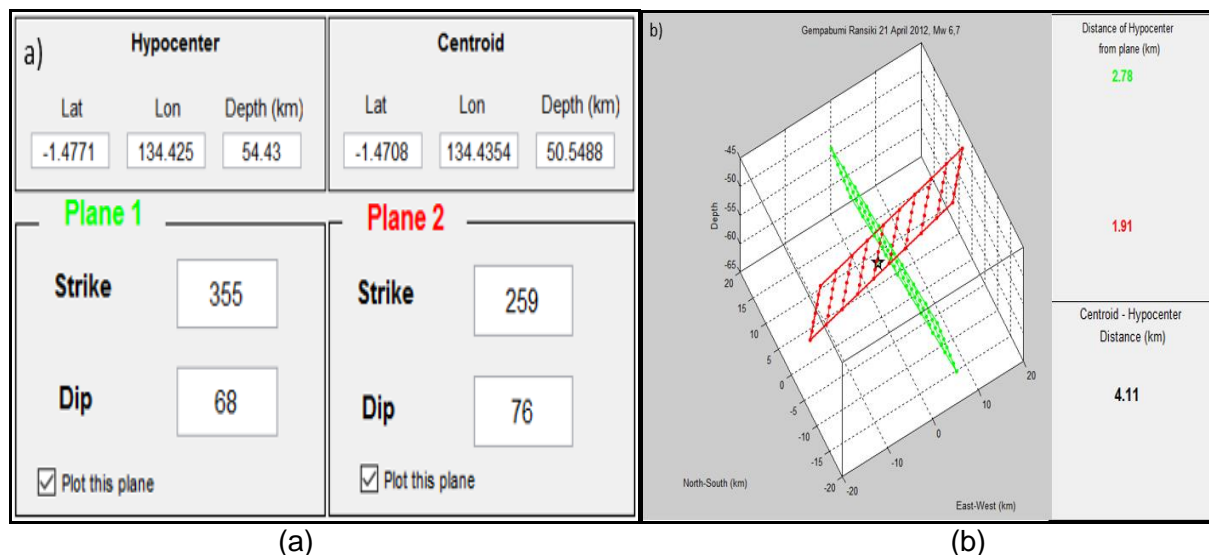 a)
Hypocenter
Centroid
Lat Lon Depth (km)
Lat Lon Depth (km)
-1.4771 134.425 54.43
-1.4708 134.4354 50.5488
Plane 1
Plane 2
Strike 355
Strike 259
Dip 68
Dip 76
Plot this plane
Plot this plane
(a)
b)
Gempabumi Ransiki 21 April 2012, Mw 6,7
Depth
-45
-50
-55
-60
-65
20
15
10
5
0
-5
-10
-15
-20
-20
-10
0
10
20
North-South (km)
East-West (km)
Distance of Hypocenter
from plane (km)
2.78
1.91
Centroid - Hypocenter
Distance (km)
4.11
(b)